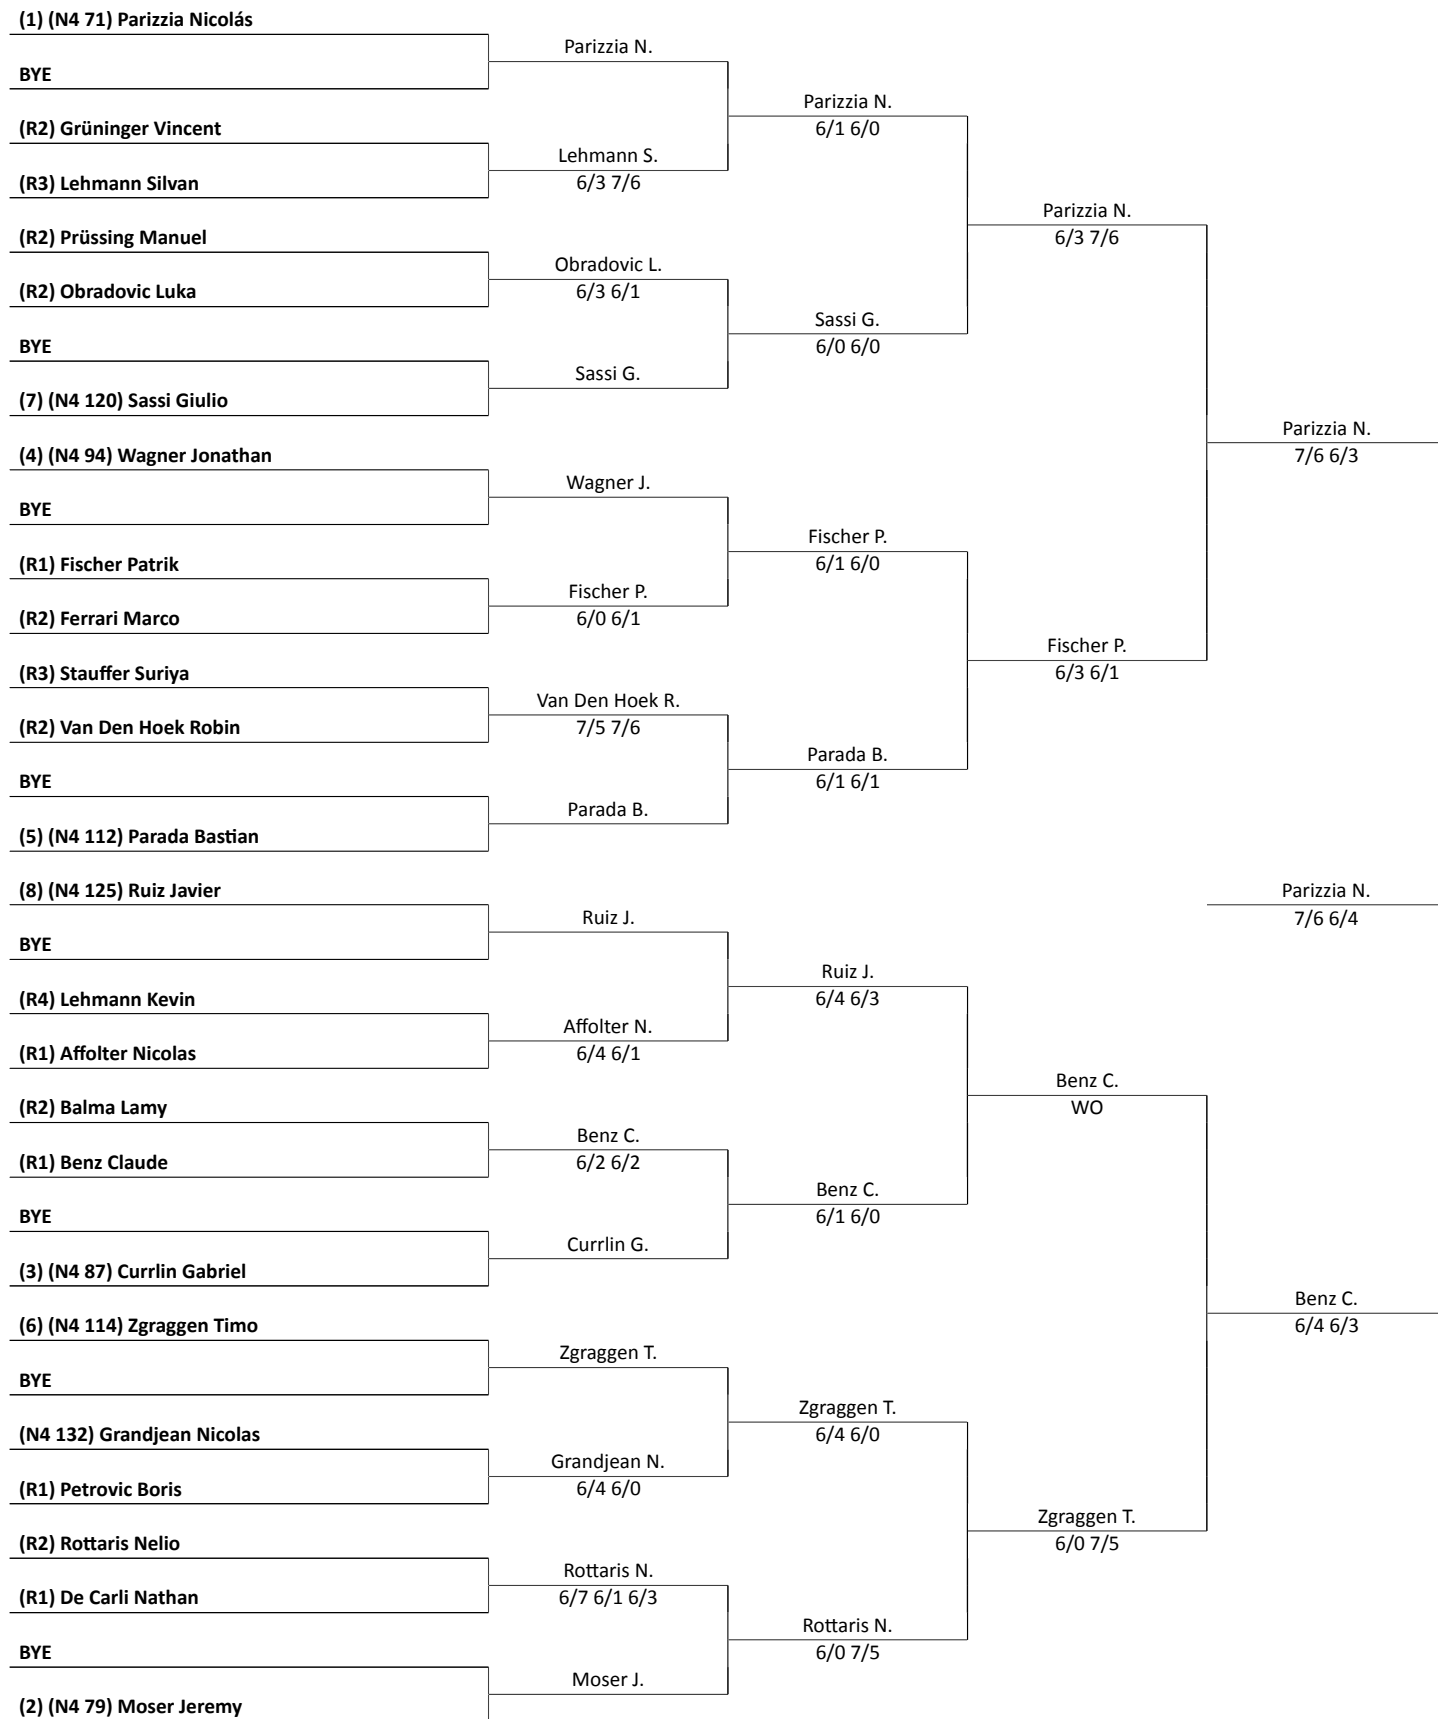 (1) (N4 71) Parizzia Nicolás
Parizzia N.
BYE
Parizzia N.
6/1 6/0
(R2) Grüninger Vincent
Lehmann S.
6/3 7/6
(R3) Lehmann Silvan
Parizzia N.
6/3 7/6
(R2) Prüssing Manuel
Obradovic L.
6/3 6/1
(R2) Obradovic Luka
Sassi G.
6/0 6/0
BYE
Sassi G.
(7) (N4 120) Sassi Giulio
Parizzia N.
7/6 6/3
(4) (N4 94) Wagner Jonathan
Wagner J.
BYE
Fischer P.
6/1 6/0
(R1) Fischer Patrik
Fischer P.
6/0 6/1
(R2) Ferrari Marco
Fischer P.
6/3 6/1
(R3) Stauffer Suriya
Van Den Hoek R.
7/5 7/6
(R2) Van Den Hoek Robin
Parada B.
6/1 6/1
BYE
Parada B.
(5) (N4 112) Parada Bastian
(8) (N4 125) Ruiz Javier
Parizzia N.
7/6 6/4
Ruiz J.
BYE
Ruiz J.
6/4 6/3
(R4) Lehmann Kevin
Affolter N.
6/4 6/1
(R1) Affolter Nicolas
Benz C.
WO
(R2) Balma Lamy
Benz C.
6/2 6/2
(R1) Benz Claude
Benz C.
6/1 6/0
BYE
Currlin G.
(3) (N4 87) Currlin Gabriel
Benz C.
6/4 6/3
(6) (N4 114) Zgraggen Timo
Zgraggen T.
BYE
Zgraggen T.
6/4 6/0
(N4 132) Grandjean Nicolas
Grandjean N.
6/4 6/0
(R1) Petrovic Boris
Zgraggen T.
6/0 7/5
(R2) Rottaris Nelio
Rottaris N.
6/7 6/1 6/3
(R1) De Carli Nathan
Rottaris N.
6/0 7/5
BYE
Moser J.
(2) (N4 79) Moser Jeremy